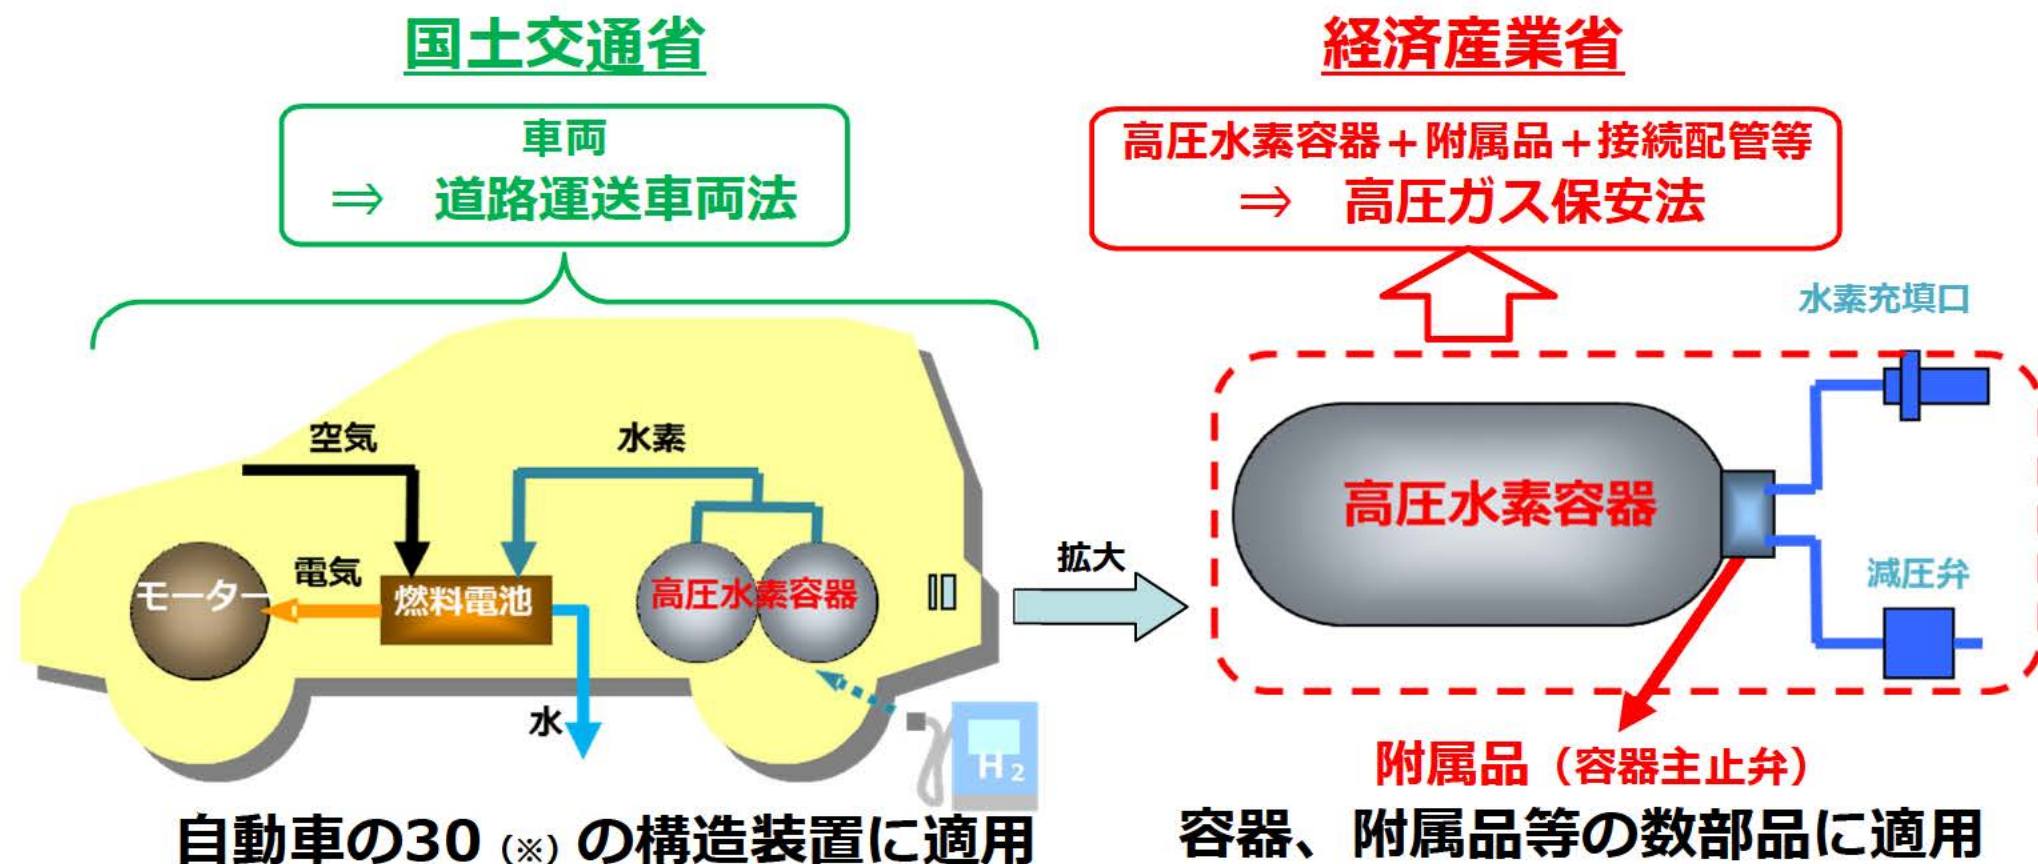 国土交通省
車両
⇒ 道路運送車両法
空気
水素
モーター
電気
燃料電池
高圧水素容器
水
H2
自動車の30（※）の構造装置に適用
拡大
経済産業省
高圧水素容器＋附属品＋接続配管等
⇒ 高圧ガス保安法
水素充填口
高圧水素容器
減圧弁
附属品（容器主止弁）
容器、附属品等の数部品に適用